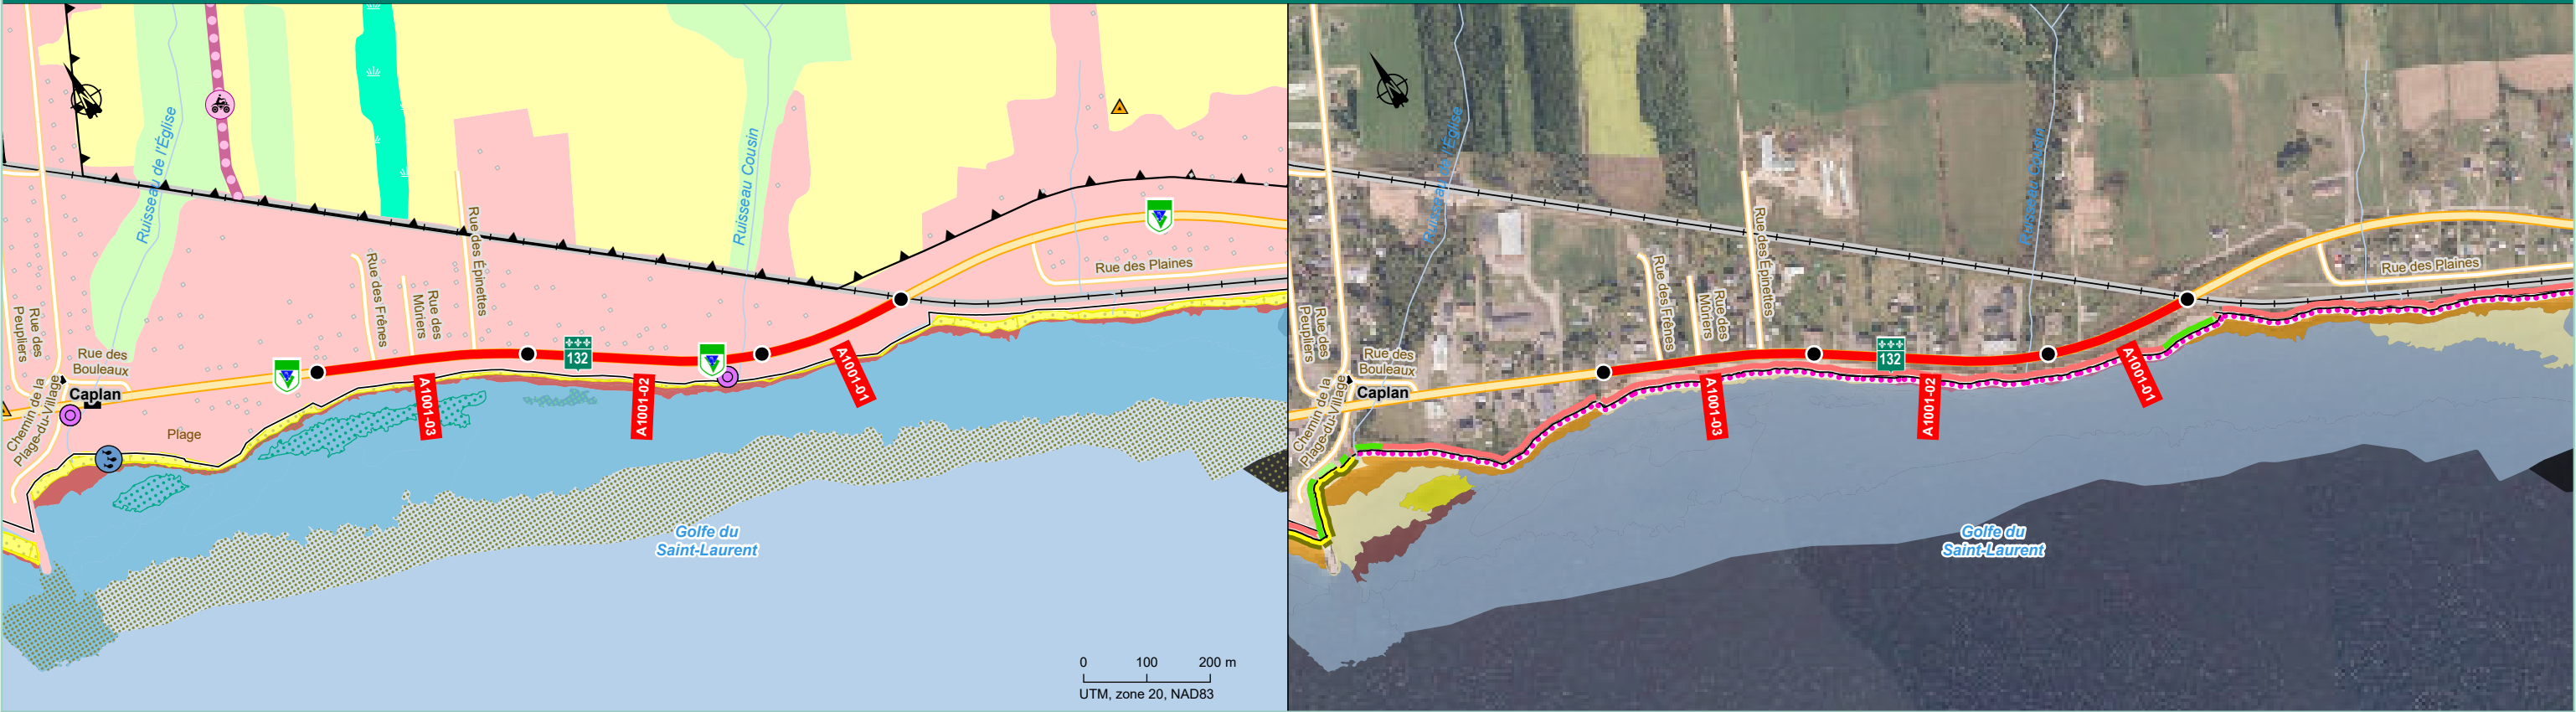 Ruisseau de l'Église
Ruisseau Cousin
Rue des Épinettes
Rue des Frênes
Rue des
Mûriers
Rue des Plaines
Rue des
Peupliers
Rue des
Bouleaux
Caplan
Chemin de la
Plage-du-Village
Plage
132
A1001-03
A1001-02
A1001-01
Golfe du
Saint-Laurent
0 100 200 m
UTM, zone 20, NAD83
Ruisseau de l'Église
Ruisseau Cousin
Rue des Épinettes
Rue des Frênes
Rue des
Mûriers
Rue des Plaines
Rue des
Peupliers
Rue des
Bouleaux
Caplan
Chemin de la
Plage-du-Village
132
A1001-03
A1001-02
A1001-01
Golfe du
Saint-Laurent